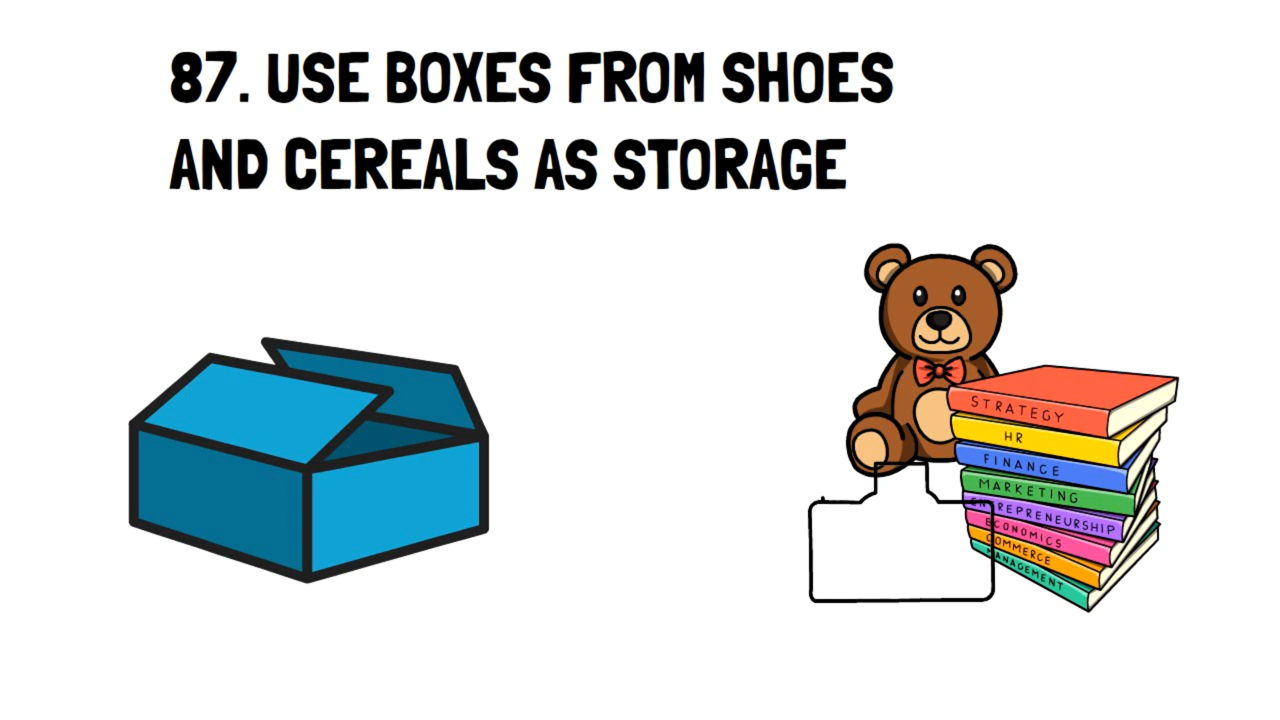 87. USE BOXES FROM SHOES
AND CEREALS AS STORAGE
STRATEGY
HR
FINANCE
MARKETING
ENTREPRENEURSHIP
ECONOMICS
COMMERCE
MANAGEMENT